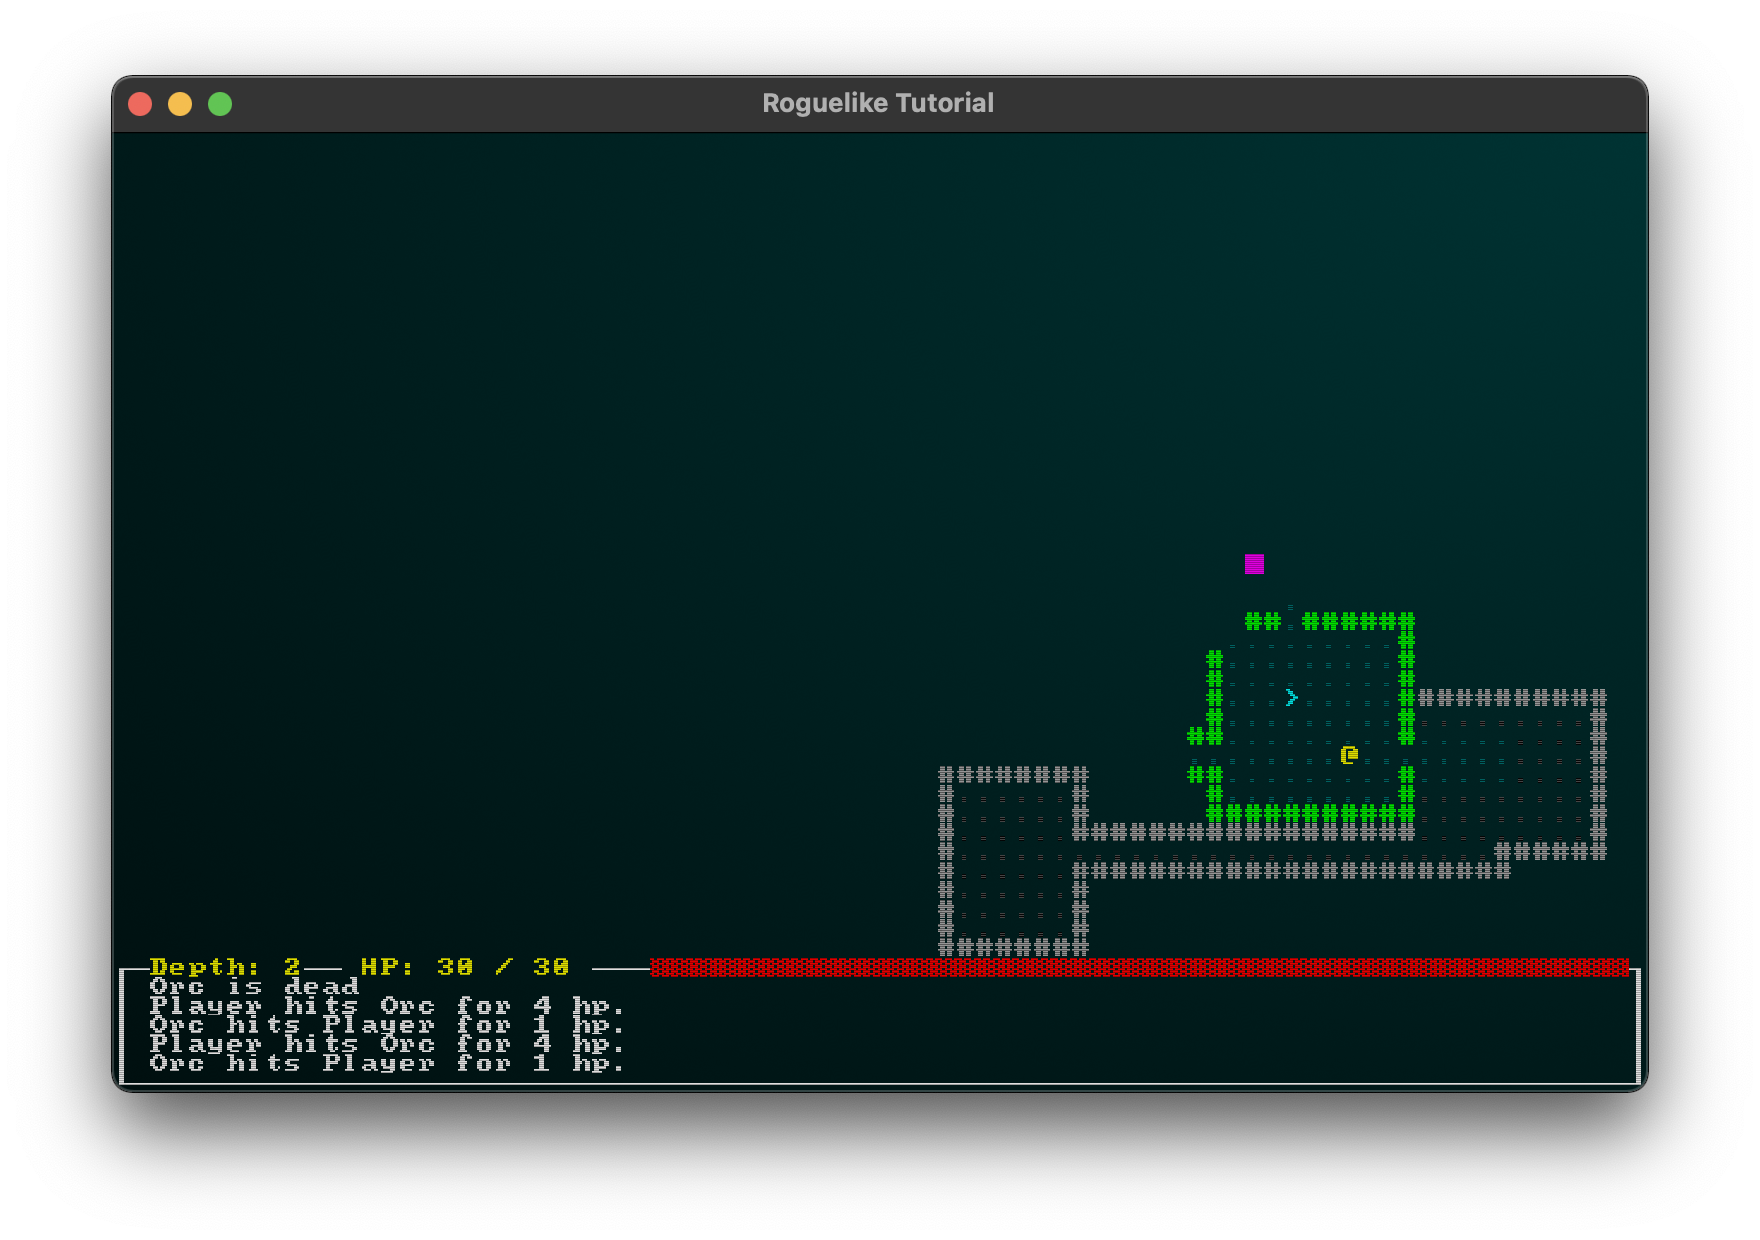 Roguelike Tutorial
Depth: 2 HP: 30 / 30
Orc is dead
Player hits Orc for 4 hp.
Orc hits Player for 1 hp.
Player hits Orc for 4 hp.
Orc hits Player for 1 hp.